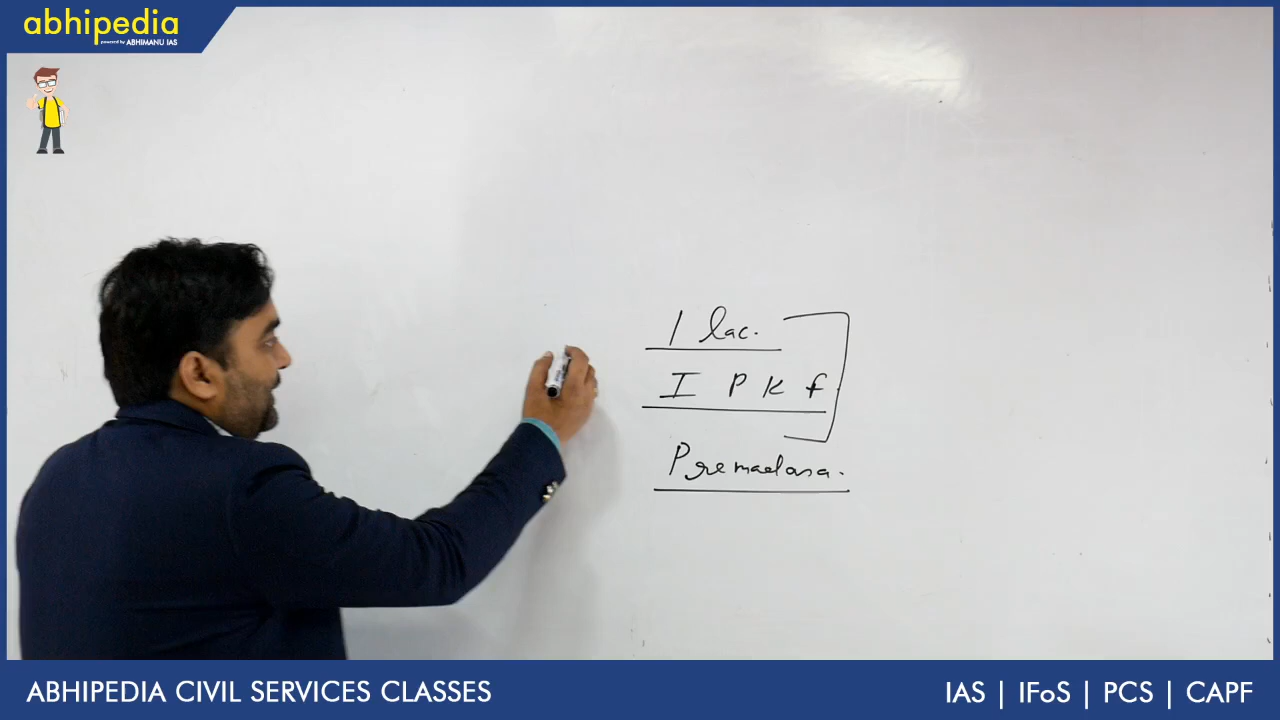 abhipedia
powered by ABHIMANU IAS
1 lac.
I P K f
Premadasa.
ABHIPEDIA CIVIL SERVICES CLASSES
IAS | IFoS | PCS | CAPF